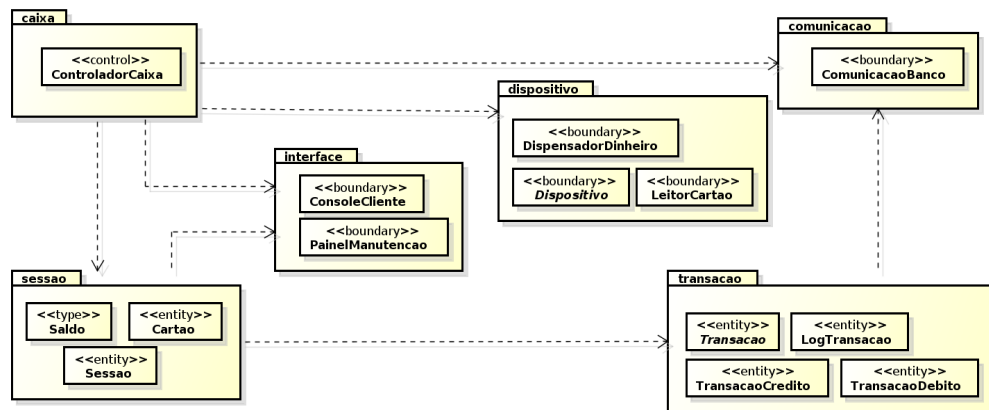 caixa
<<control>>
ControladorCaixa
comunicacao
<<boundary>>
ComunicacaoBanco
dispositivo
<<boundary>>
DispensadorDinheiro
<<boundary>>
Dispositivo
<<boundary>>
LeitorCartao
interface
<<boundary>>
ConsoleCliente
<<boundary>>
PainelManutencao
sessao
<<type>>
Saldo
<<entity>>
Cartao
<<entity>>
Sessao
transacao
<<entity>>
Transacao
<<entity>>
LogTransacao
<<entity>>
TransacaoCredito
<<entity>>
TransacaoDebito